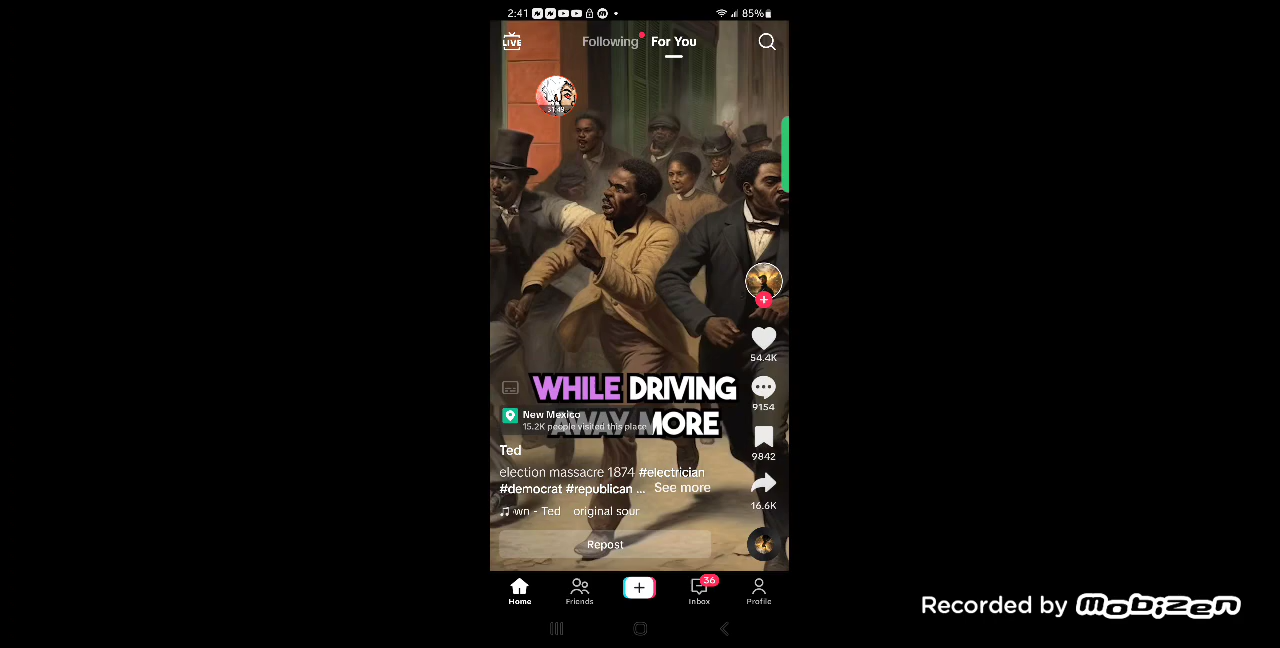 2:41
85%
LIVE
Following
For You
31:49
54.4K
WHILE DRIVING
AWAY MORE
9154
New Mexico
15.2K people visited this place
9842
Ted
election massacre 1874 #electrician
#democrat #republican ... See more
wn - Ted original sour
16.6K
Repost
36
Home
Friends
Inbox
Profile
Recorded by mobizen